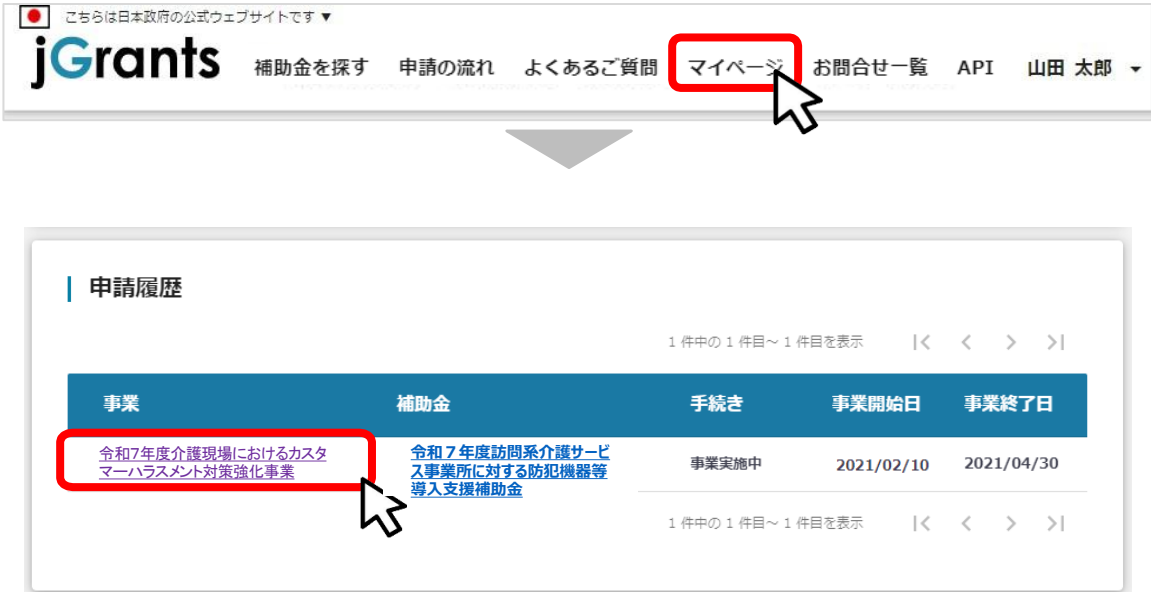 こちらは日本政府の公式ウェブサイトです ▼
jGrants 補助金を探す 申請の流れ よくあるご質問 マイページ お問合せ一覧 API 山田 太郎
申請履歴
1 件中の 1 件目~ 1 件目を表示
事業 補助金 手続き 事業開始日 事業終了日
令和7年度介護現場におけるカスタ
マーハラスメント対策強化事業
令和７年度訪問系介護サービ
ス事業所に対する防犯機器等
導入支援補助金
事業実施中 2021/02/10 2021/04/30
1 件中の 1 件目~ 1 件目を表示